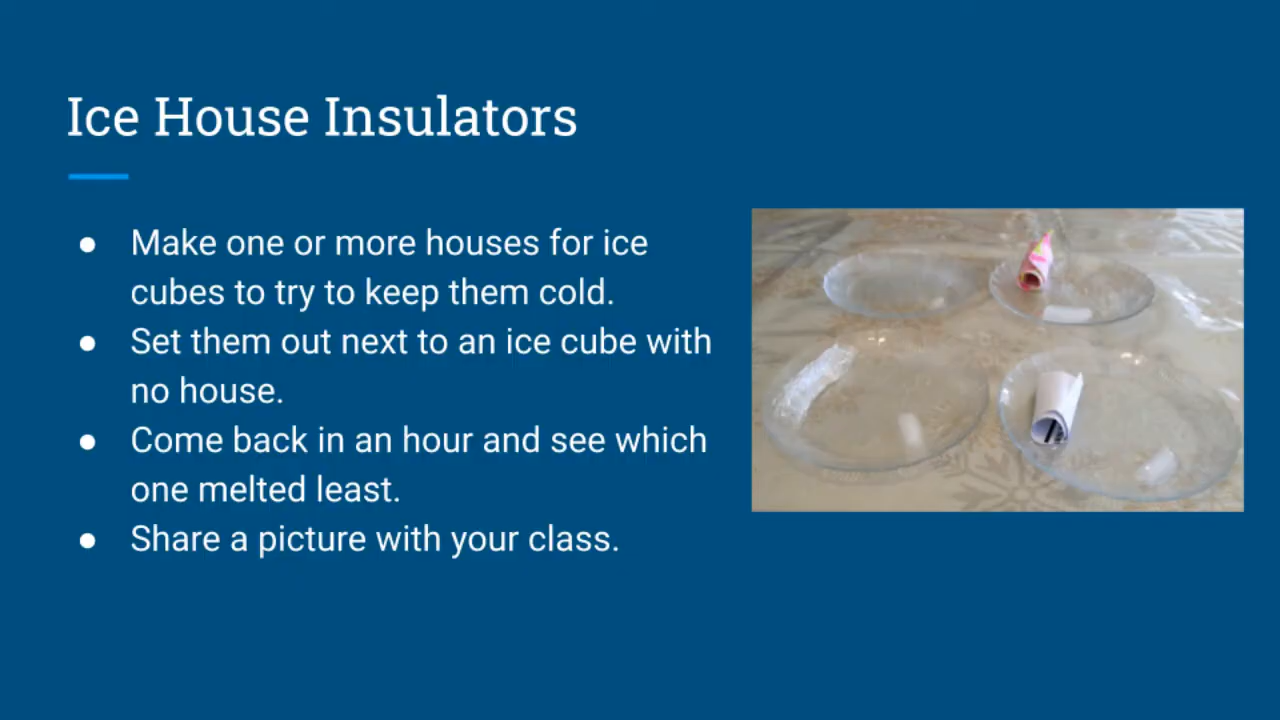 Ice House Insulators
● Make one or more houses for ice
cubes to try to keep them cold.
● Set them out next to an ice cube with
no house.
● Come back in an hour and see which
one melted least.
● Share a picture with your class.